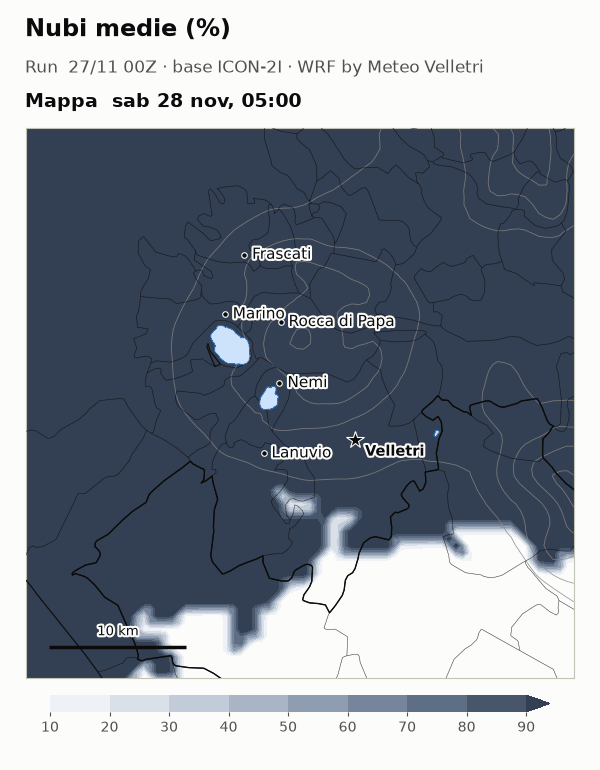 Nubi medie (%)
Run  27/11 00Z · base ICON-2I · WRF by Meteo Velletri
Mappa  sab 28 nov, 05:00
Frascati
Marino
Rocca di Papa
Nemi
Velletri
Lanuvio
10 km
10 20 30 40 50 60 70 80 90